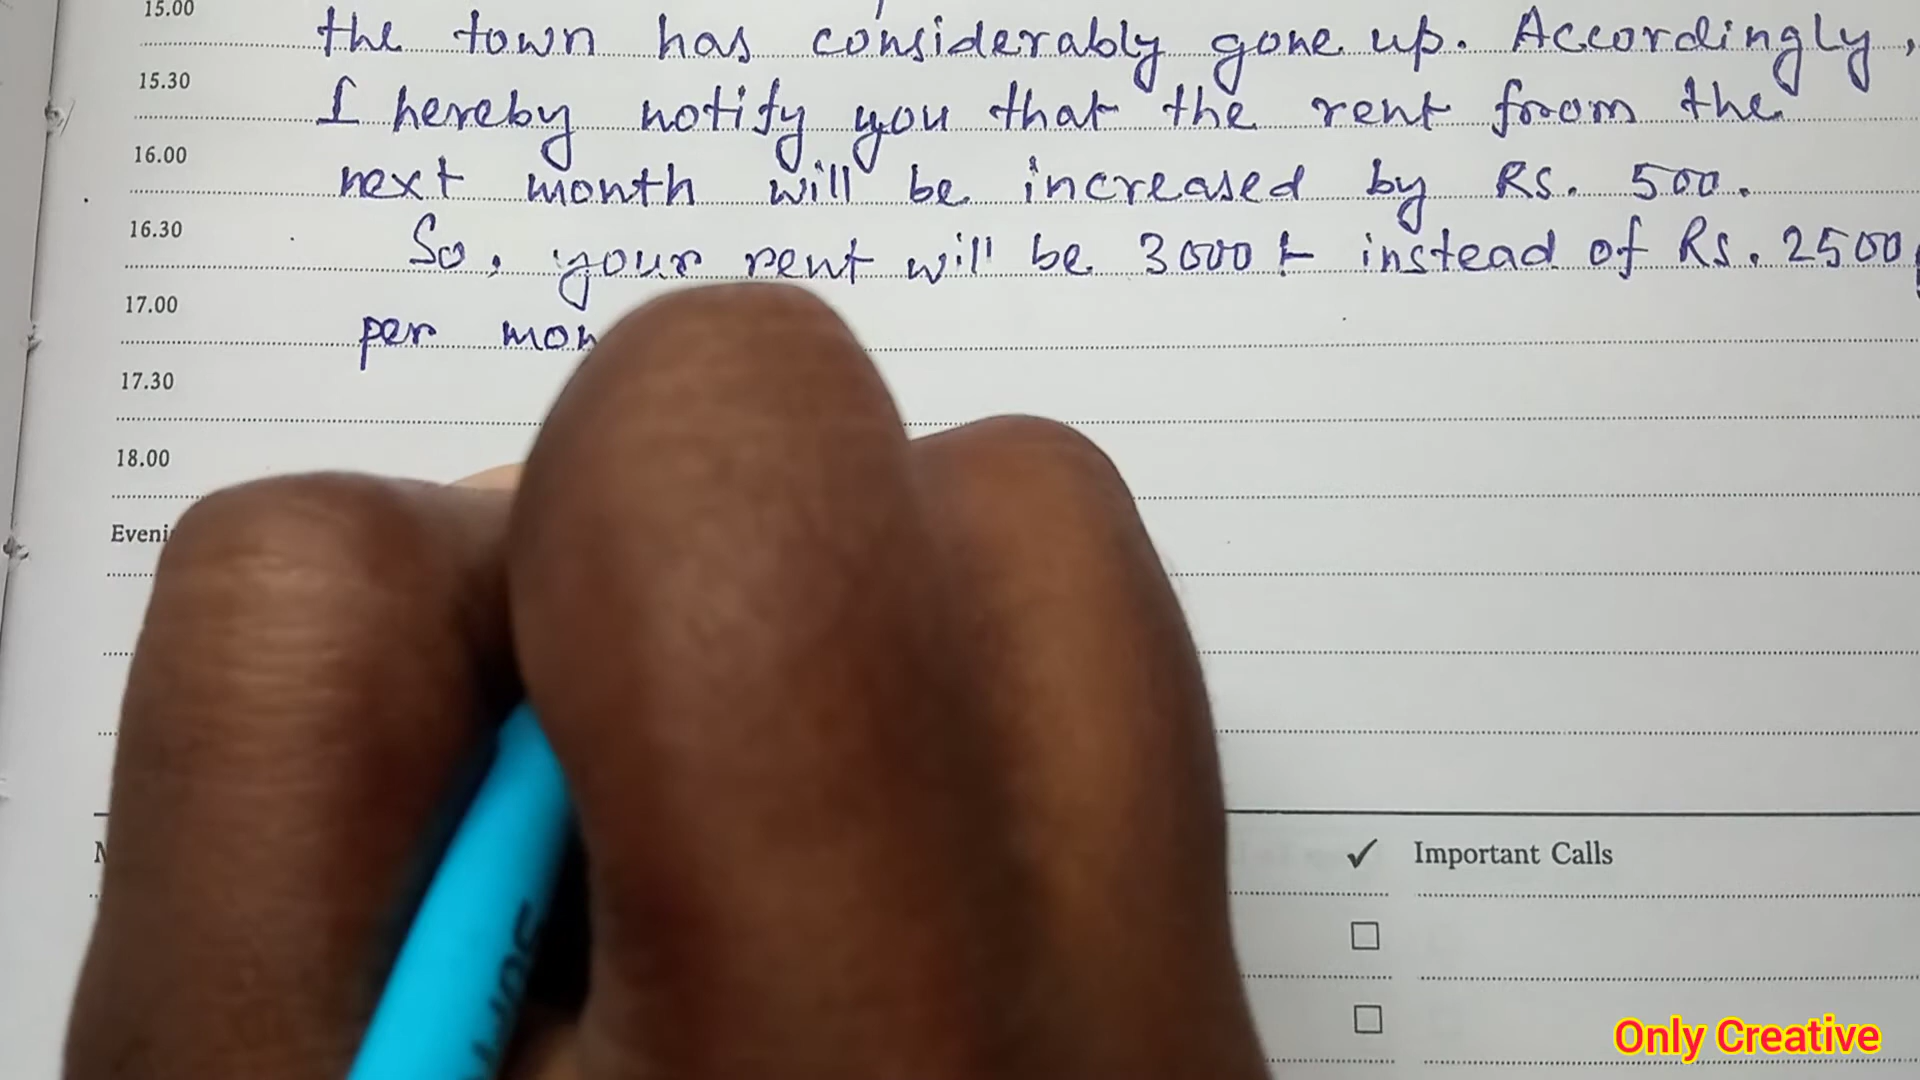 15.00 the town has considerably gone up. Accordingly,
15.30 I hereby notify you that the rent from the
16.00 next month will be increased by Rs. 500.
16.30 So, your rent will be 3000/- instead of Rs. 2500
17.00 per mon
17.30
18.00
Eveni
✓ Important Calls
Only Creative